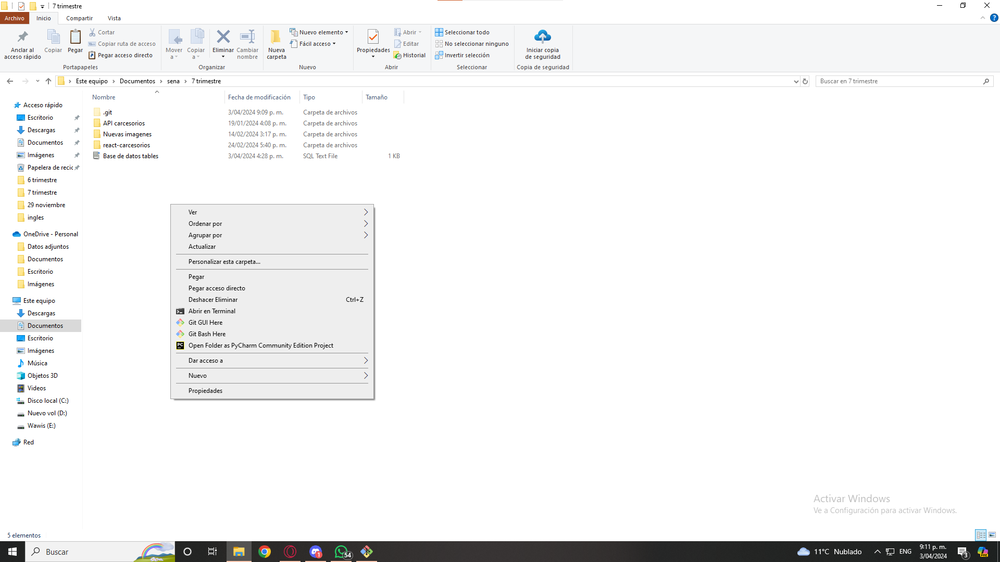 7 trimestre
Archivo Inicio Compartir Vista
Anclar al acceso rápido
Copiar
Pegar
Cortar
Copiar ruta de acceso
Pegar acceso directo
Portapapeles
Mover a
Copiar a
Eliminar
Cambiar nombre
Organizar
Nueva carpeta
Nuevo elemento
Fácil acceso
Nuevo
Propiedades
Abrir
Editar
Historial
Abrir
Seleccionar todo
No seleccionar ninguno
Invertir selección
Seleccionar
Iniciar copia de seguridad
Copia de seguridad
Este equipo > Documentos > sena > 7 trimestre
Buscar en 7 trimestre
Acceso rápido
Escritorio
Descargas
Documentos
Imágenes
Papelera de recic
6 trimestre
7 trimestre
29 noviembre
ingles
OneDrive - Personal
Datos adjuntos
Documentos
Escritorio
Imágenes
Este equipo
Descargas
Documentos
Escritorio
Imágenes
Música
Objetos 3D
Videos
Disco local (C:)
Nuevo vol (D:)
Wawis (E:)
Red
Nombre Fecha de modificación Tipo Tamaño
.git 3/04/2024 9:09 p. m. Carpeta de archivos
API carcesorios 19/01/2024 4:08 p. m. Carpeta de archivos
Nuevas imagenes 14/02/2024 3:17 p. m. Carpeta de archivos
react-carcesorios 24/02/2024 5:40 p. m. Carpeta de archivos
Base de datos tables 3/04/2024 4:28 p. m. SQL Text File 1 KB
Ver
Ordenar por
Agrupar por
Actualizar
Personalizar esta carpeta...
Pegar
Pegar acceso directo
Deshacer Eliminar Ctrl+Z
Abrir en Terminal
Git GUI Here
Git Bash Here
PC Open Folder as PyCharm Community Edition Project
Dar acceso a
Nuevo
Propiedades
Activar Windows
Ve a Configuración para activar Windows.
5 elementos
Buscar
1
54
11°C Nublado
ENG
9:11 p. m.
3/04/2024
3
PRE